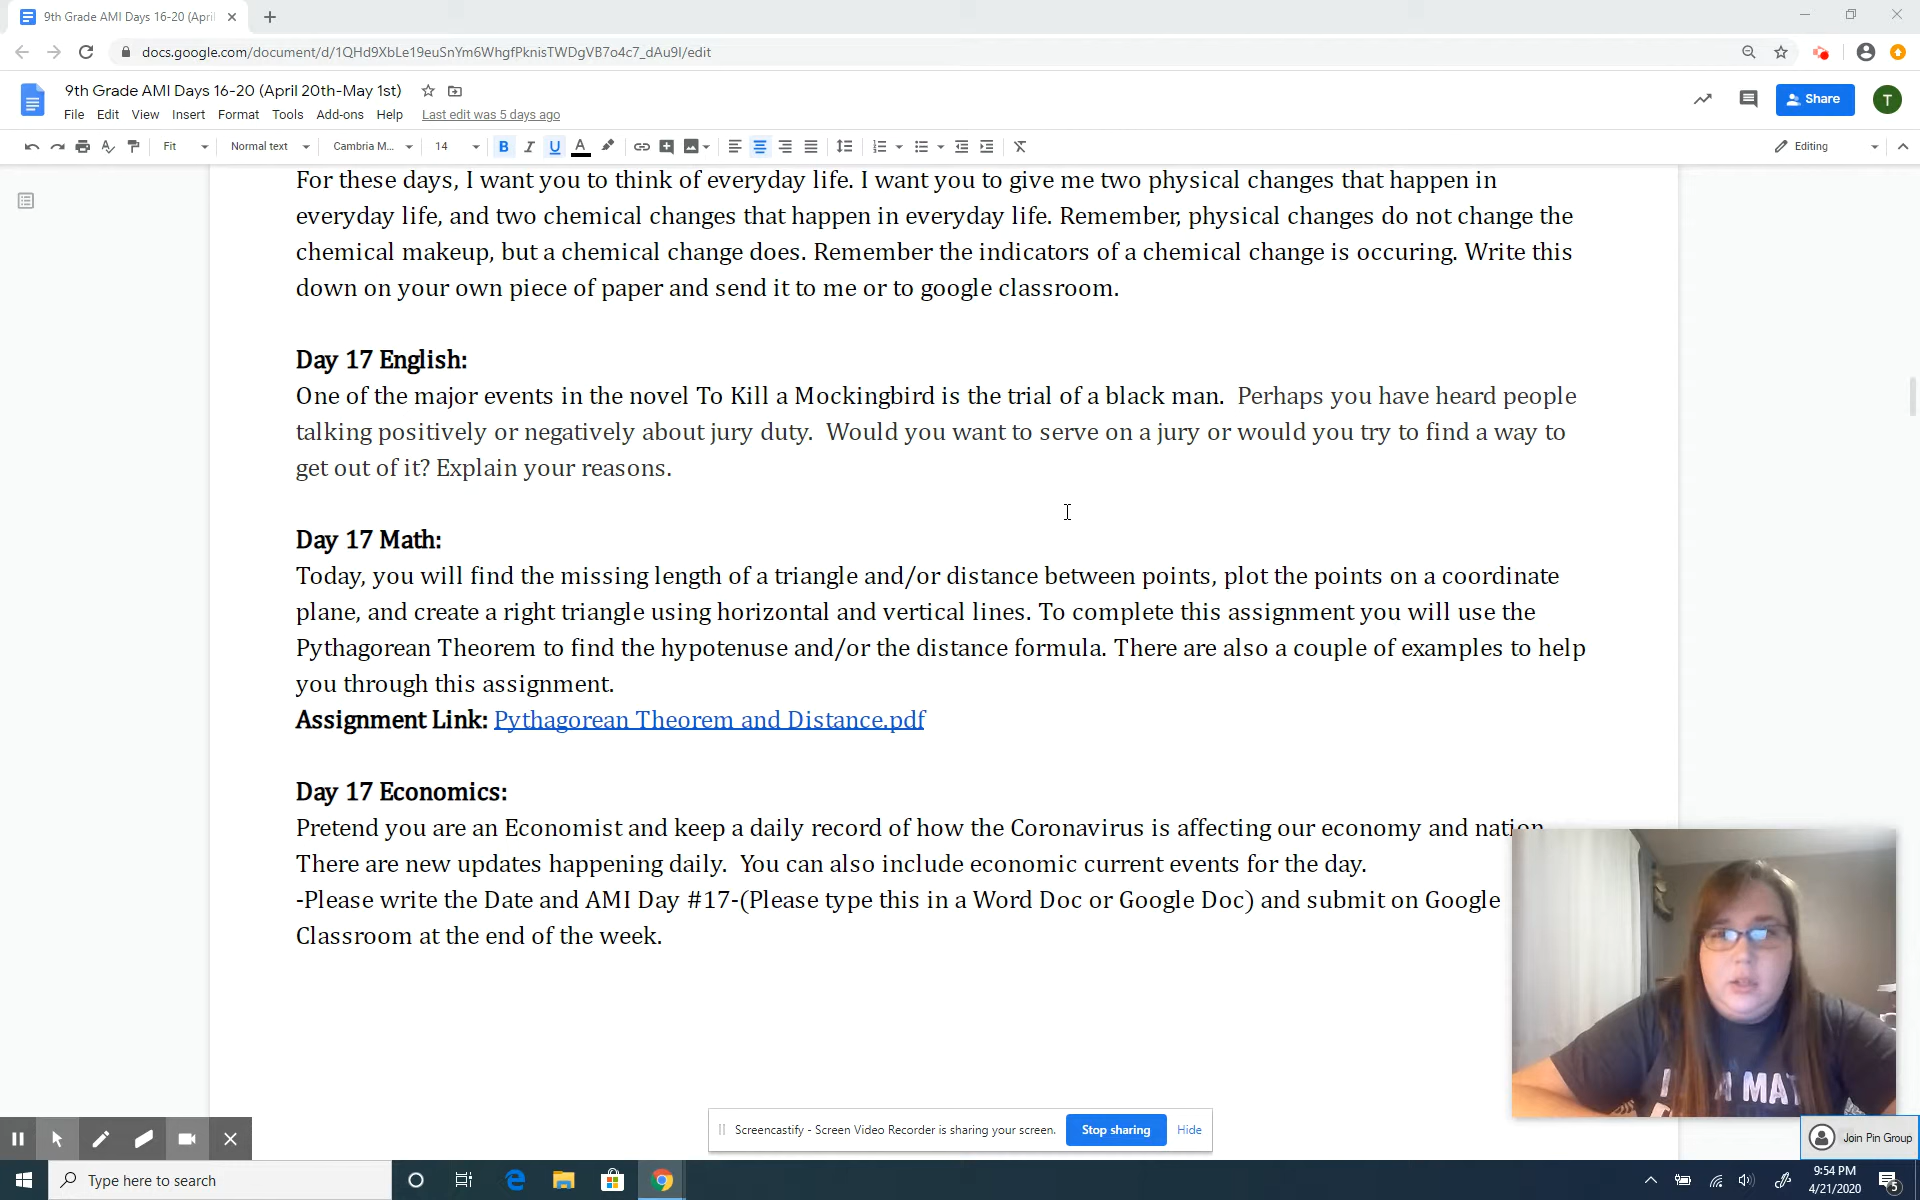 9th Grade AMI Days 16-20 (April
docs.google.com/document/d/1QHd9XbLe19euSnYm6WhgfPknisTWDgVB7o4c7_dAu9I/edit
9th Grade AMI Days 16-20 (April 20th-May 1st)
File Edit View Insert Format Tools Add-ons Help Last edit was 5 days ago
Share
T
Fit Normal text Cambria M... 14 B I U A Editing
For these days, I want you to think of everyday life. I want you to give me two physical changes that happen in
everyday life, and two chemical changes that happen in everyday life. Remember, physical changes do not change the
chemical makeup, but a chemical change does. Remember the indicators of a chemical change is occuring. Write this
down on your own piece of paper and send it to me or to google classroom.
Day 17 English:
One of the major events in the novel To Kill a Mockingbird is the trial of a black man. Perhaps you have heard people
talking positively or negatively about jury duty. Would you want to serve on a jury or would you try to find a way to
get out of it? Explain your reasons.
Day 17 Math:
Today, you will find the missing length of a triangle and/or distance between points, plot the points on a coordinate
plane, and create a right triangle using horizontal and vertical lines. To complete this assignment you will use the
Pythagorean Theorem to find the hypotenuse and/or the distance formula. There are also a couple of examples to help
you through this assignment.
Assignment Link: Pythagorean Theorem and Distance.pdf
Day 17 Economics:
Pretend you are an Economist and keep a daily record of how the Coronavirus is affecting our economy and nation
There are new updates happening daily. You can also include economic current events for the day.
-Please write the Date and AMI Day #17-(Please type this in a Word Doc or Google Doc) and submit on Google
Classroom at the end of the week.
Screencastify - Screen Video Recorder is sharing your screen. Stop sharing Hide
Join Pin Group
Type here to search
9:54 PM
4/21/2020
5